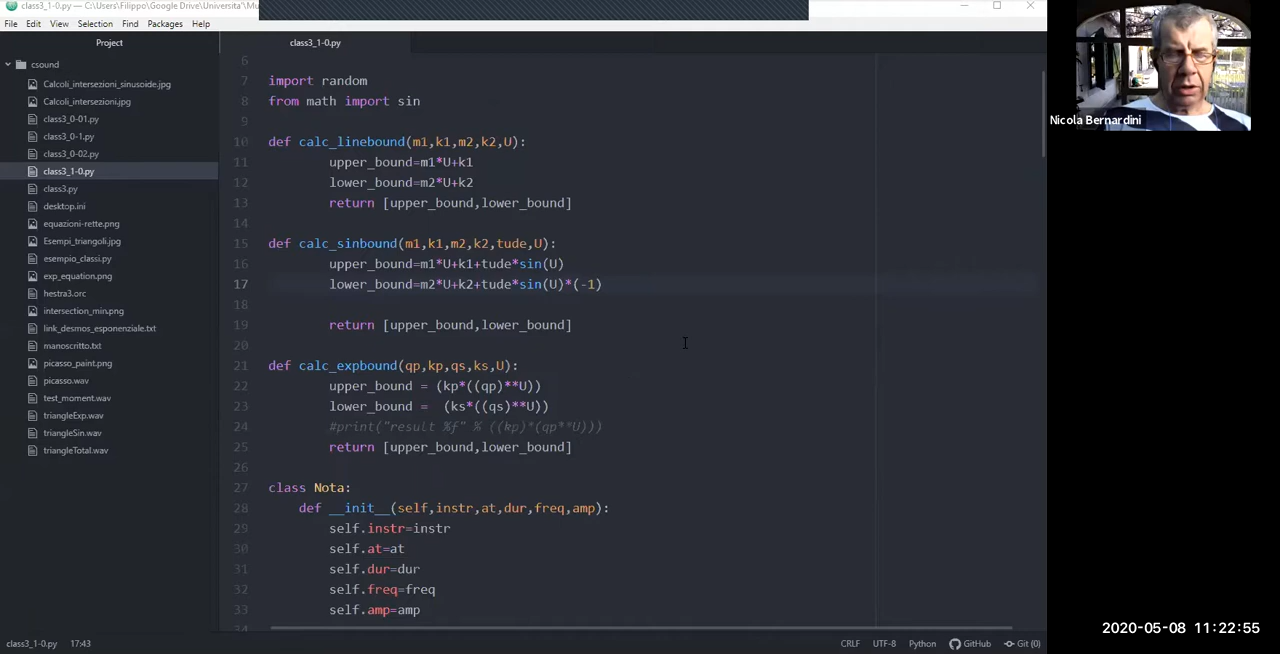 class3_1-0.py — C:\Users\Filippo\Google Drive\Universita'\Mu
File Edit View Selection Find Packages Help
Project
class3_1-0.py
csound
Calcoli_intersezioni_sinusoide.jpg
Calcoli_intersezioni.jpg
class3_0-01.py
class3_0-1.py
class3_0-02.py
class3_1-0.py
class3.py
desktop.ini
equazioni-rette.png
Esempi_triangoli.jpg
esempio_classi.py
exp_equation.png
hestra3.orc
intersection_min.png
link_desmos_esponenziale.txt
manoscritto.txt
picasso_paint.png
picasso.wav
test_moment.wav
triangleExp.wav
triangleSin.wav
triangleTotal.wav
6
7 import random
8 from math import sin
9
10 def calc_linebound(m1,k1,m2,k2,U):
11 upper_bound=m1*U+k1
12 lower_bound=m2*U+k2
13 return [upper_bound,lower_bound]
14
15 def calc_sinbound(m1,k1,m2,k2,tude,U):
16 upper_bound=m1*U+k1+tude*sin(U)
17 lower_bound=m2*U+k2+tude*sin(U)*(-1)
18
19 return [upper_bound,lower_bound]
20
21 def calc_expbound(qp,kp,qs,ks,U):
22 upper_bound = (kp*((qp)**U))
23 lower_bound =  (ks*((qs)**U))
24 #print("result %f" % ((kp)*(qp**U)))
25 return [upper_bound,lower_bound]
26
27 class Nota:
28 def __init__(self,instr,at,dur,freq,amp):
29 self.instr=instr
30 self.at=at
31 self.dur=dur
32 self.freq=freq
33 self.amp=amp
34
class3_1-0.py 17:43 CRLF UTF-8 Python GitHub Git (0)
Nicola Bernardini
2020-05-08 11:22:55